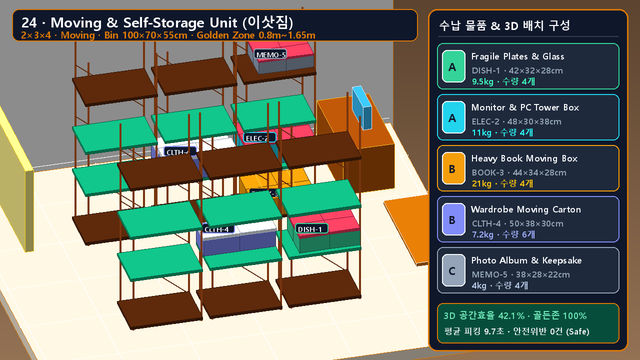 24 · Moving & Self-Storage Unit (이삿짐)
2×3×4 · Moving · Bin 100×70×55cm · Golden Zone 0.8m~1.65m
MEMO-5
ELEC-2
CLTH-4
CLTH-4
DISH-1
수납 물품 & 3D 배치 구성
A
Fragile Plates & Glass
DISH-1 · 42×32×28cm
9.5kg · 수량 4개
A
Monitor & PC Tower Box
ELEC-2 · 48×30×38cm
11kg · 수량 4개
B
Heavy Book Moving Box
BOOK-3 · 44×34×28cm
21kg · 수량 4개
B
Wardrobe Moving Carton
CLTH-4 · 50×38×30cm
7.2kg · 수량 6개
C
Photo Album & Keepsake
MEMO-5 · 38×28×22cm
4kg · 수량 4개
3D 공간효율 42.1% · 골든존 100%
평균 피킹 9.7초 · 안전위반 0건 (Safe)